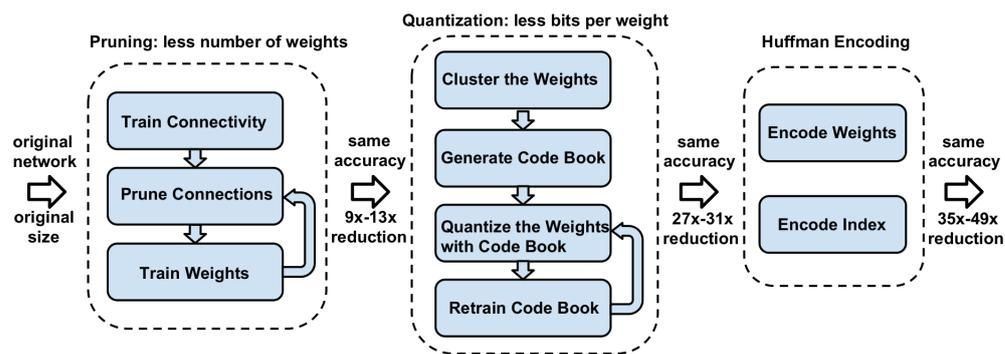 Pruning: less number of weights
Train Connectivity
Prune Connections
Train Weights
original
network
original
size
same
accuracy
9x-13x
reduction
Quantization: less bits per weight
Cluster the Weights
Generate Code Book
Quantize the Weights
with Code Book
Retrain Code Book
same
accuracy
27x-31x
reduction
Huffman Encoding
Encode Weights
Encode Index
same
accuracy
35x-49x
reduction